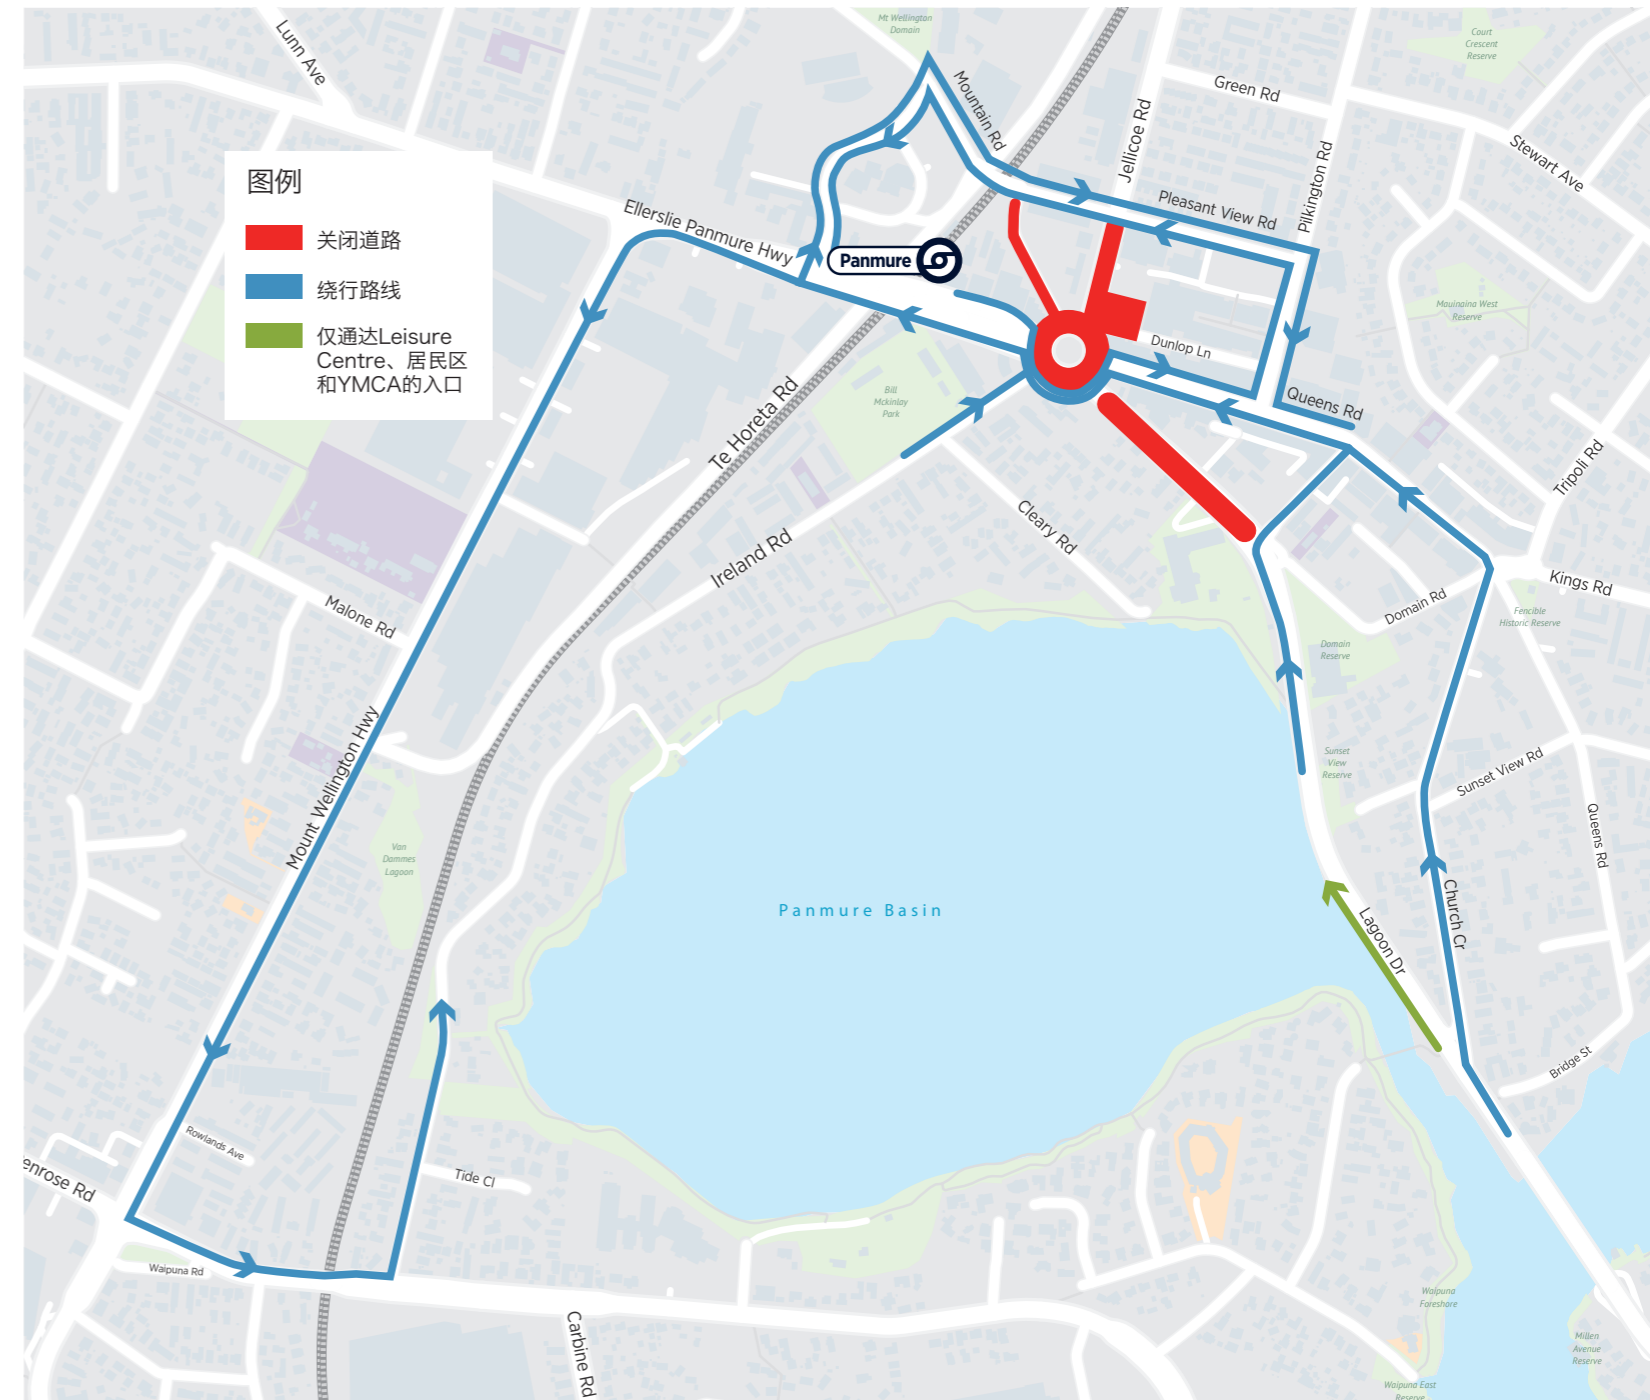 Mt Wellington
Domain
Court
Crescent
Reserve
Lunn Ave
Mountain Rd
Green Rd
Jellicoe Rd
Stewart Ave
Pilkington Rd
图例
关闭道路
绕行路线
仅通达Leisure
Centre、居民区
和YMCA的入口
Pleasant View Rd
Ellerslie Panmure Hwy
Panmure
Mauinaina West
Reserve
Dunlop Ln
Bill
Mckinlay
Park
Queens Rd
Te Horeta Rd
Tripoli Rd
Cleary Rd
Ireland Rd
Kings Rd
Domain Rd
Fencible
Historic Reserve
Malone Rd
Domain
Reserve
Mount Wellington Hwy
Sunset
View
Reserve
Sunset View Rd
Queens Rd
Van
Dammes
Lagoon
Panmure Basin
Church Cr
Lagoon Dr
Bridge St
Rowlands Ave
enrose Rd
Tide Cl
Waipuna Rd
Waipuna
Foreshore
Carbine Rd
Millen
Avenue
Reserve
Waipuna East
Reserve